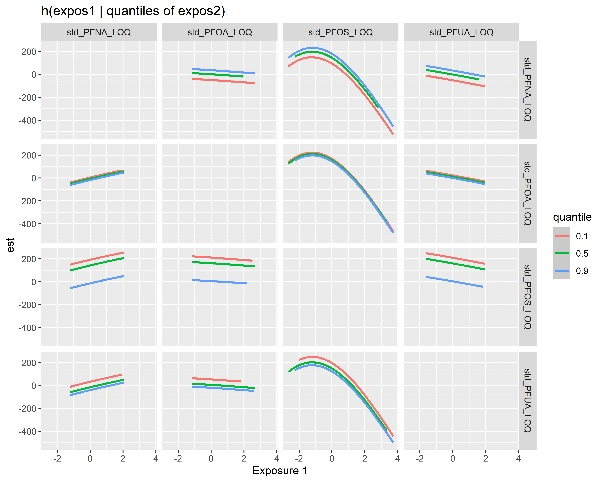 h(expos1 | quantiles of expos2)
std_PFNA_LOQ std_PFOA_LOQ std_PFOS_LOQ std_PFUA_LOQ
200
0
-200
-400
std_PFNA_LOQ
200
0
-200
-400
std_PFOA_LOQ
200
0
-200
-400
std_PFOS_LOQ
200
0
-200
-400
std_PFUA_LOQ
-2 0 2 4 -2 0 2 4 -2 0 2 4 -2 0 2 4
Exposure 1
est
quantile
0.1
0.5
0.9